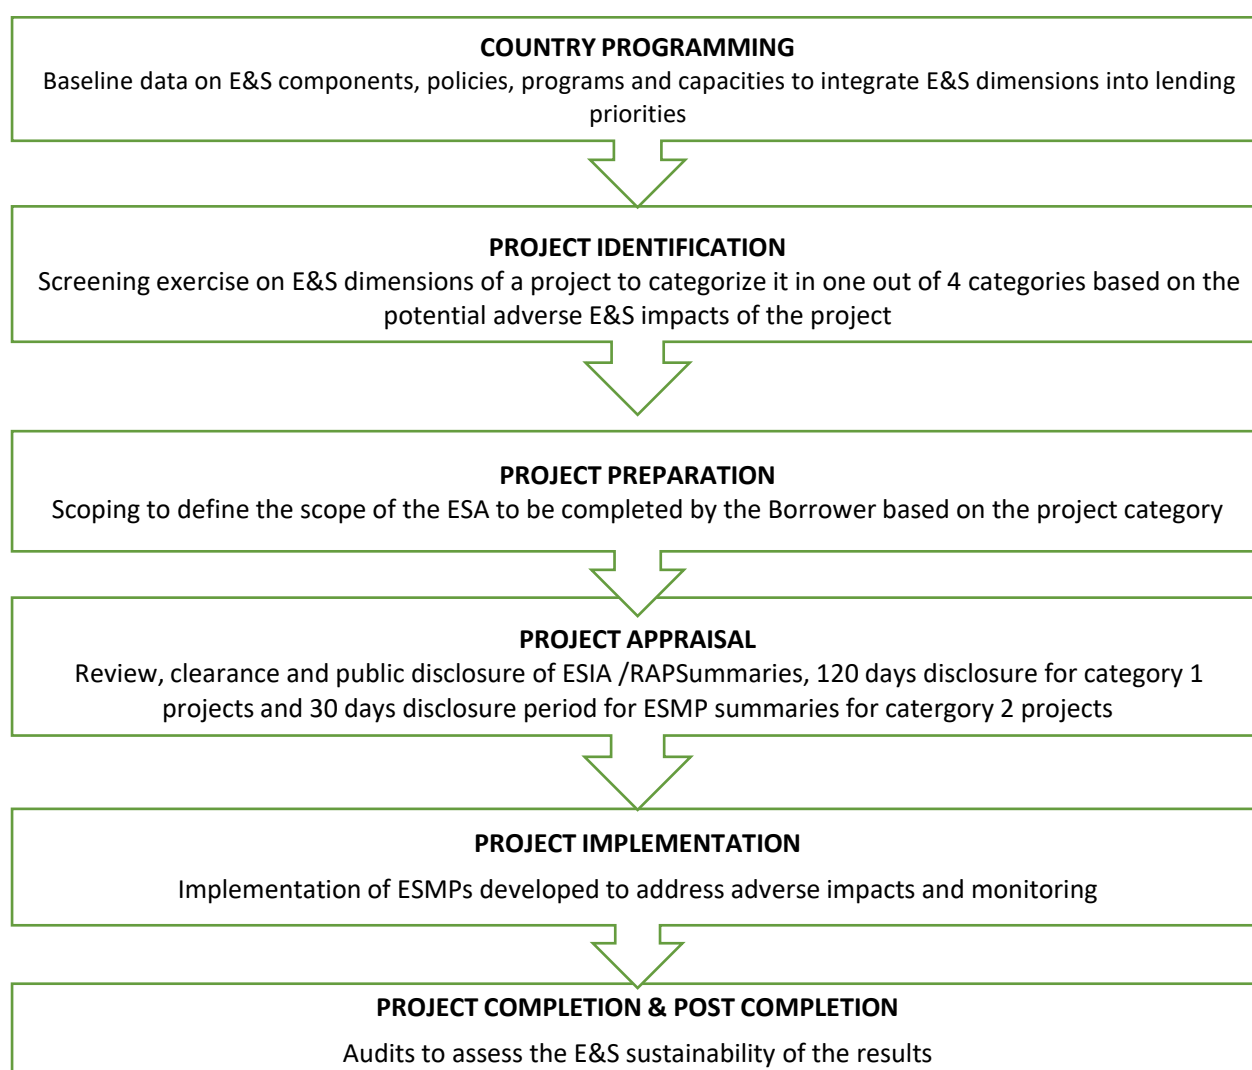 COUNTRY PROGRAMMING
Baseline data on E&S components, policies, programs and capacities to integrate E&S dimensions into lending
priorities
PROJECT IDENTIFICATION
Screening exercise on E&S dimensions of a project to categorize it in one out of 4 categories based on the
potential adverse E&S impacts of the project
PROJECT PREPARATION
Scoping to define the scope of the ESA to be completed by the Borrower based on the project category
PROJECT APPRAISAL
Review, clearance and public disclosure of ESIA /RAPSummaries, 120 days disclosure for category 1
projects and 30 days disclosure period for ESMP summaries for catergory 2 projects
PROJECT IMPLEMENTATION
Implementation of ESMPs developed to address adverse impacts and monitoring
PROJECT COMPLETION & POST COMPLETION
Audits to assess the E&S sustainability of the results